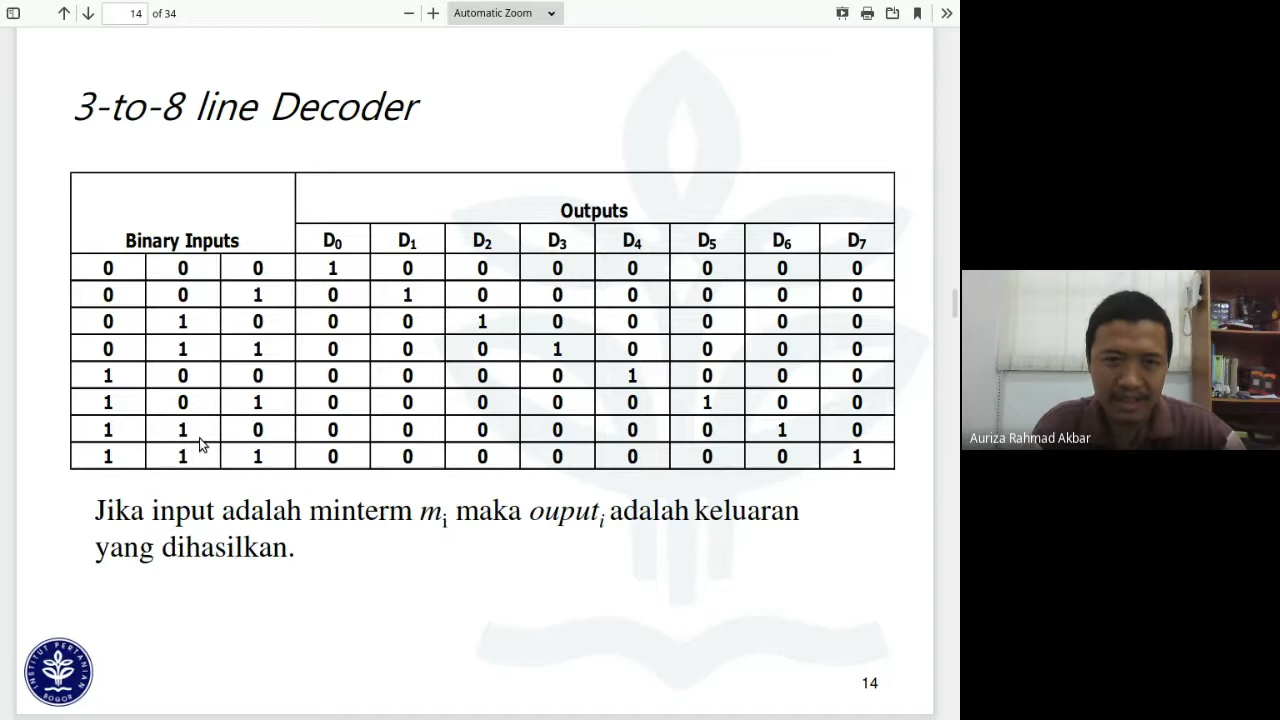 14 of 34
Automatic Zoom
3-to-8 line Decoder
Outputs
Binary Inputs D₀ D₁ D₂ D₃ D₄ D₅ D₆ D₇
0 0 0 1 0 0 0 0 0 0 0
0 0 1 0 1 0 0 0 0 0 0
0 1 0 0 0 1 0 0 0 0 0
0 1 1 0 0 0 1 0 0 0 0
1 0 0 0 0 0 0 1 0 0 0
1 0 1 0 0 0 0 0 1 0 0
1 1 0 0 0 0 0 0 0 1 0
1 1 1 0 0 0 0 0 0 0 1
Jika input adalah minterm mᵢ maka ouputᵢ adalah keluaran
yang dihasilkan.
INSTITUT PERTANIAN
BOGOR
14
Auriza Rahmad Akbar